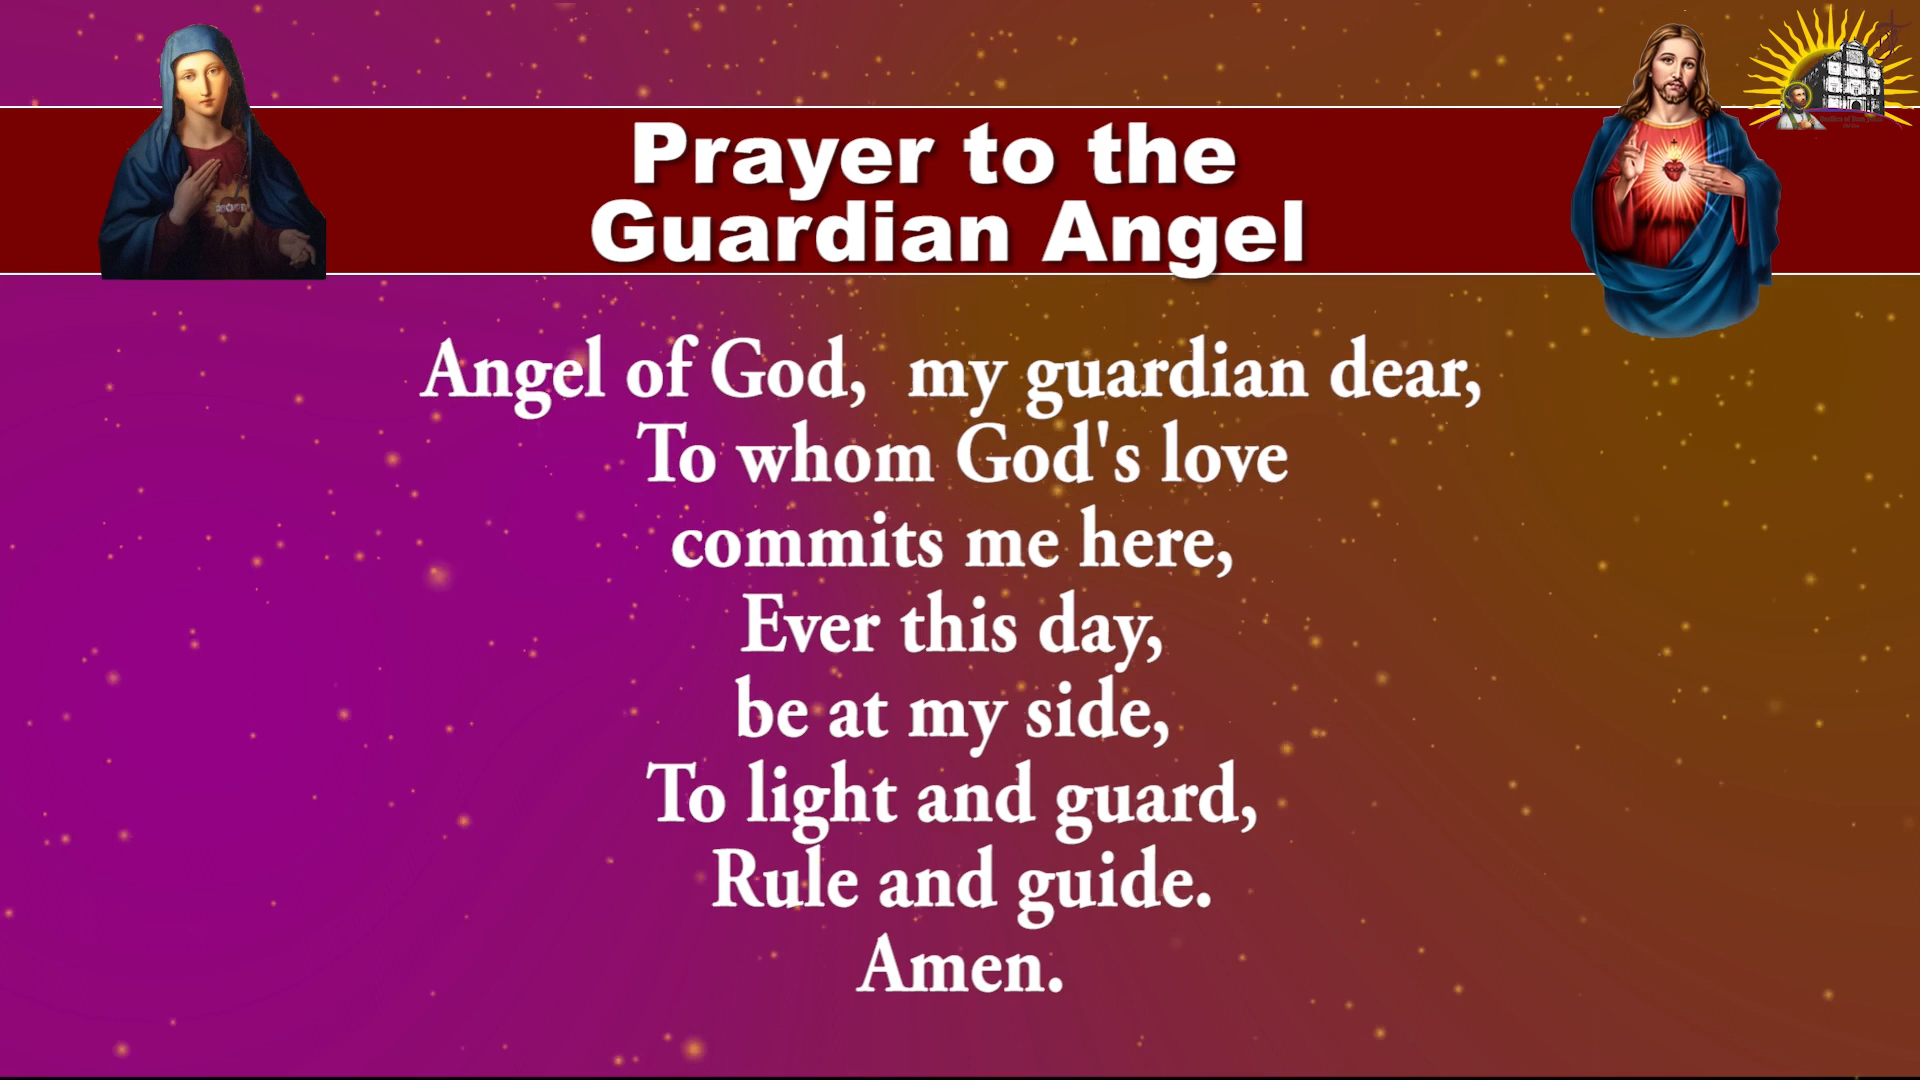 Prayer to the
Guardian Angel
Angel of God,  my guardian dear,
To whom God's love
commits me here,
Ever this day,
be at my side,
To light and guard,
Rule and guide.
Amen.